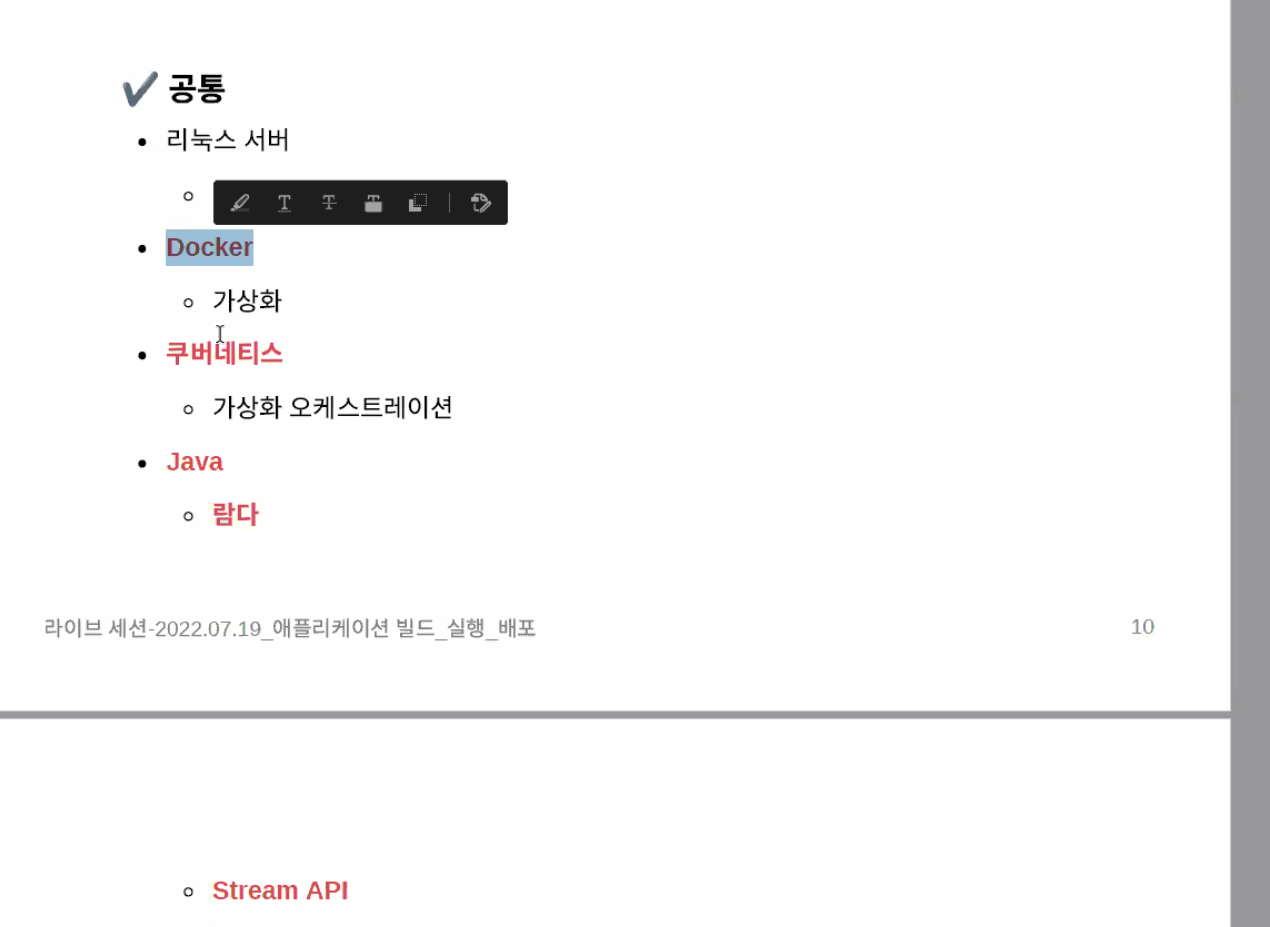 ✔ 공통
• 리눅스 서버
• Docker
◦ 가상화
• 쿠버네티스
◦ 가상화 오케스트레이션
• Java
◦ 람다
라이브 세션-2022.07.19_애플리케이션 빌드_실행_배포
10
◦ Stream API